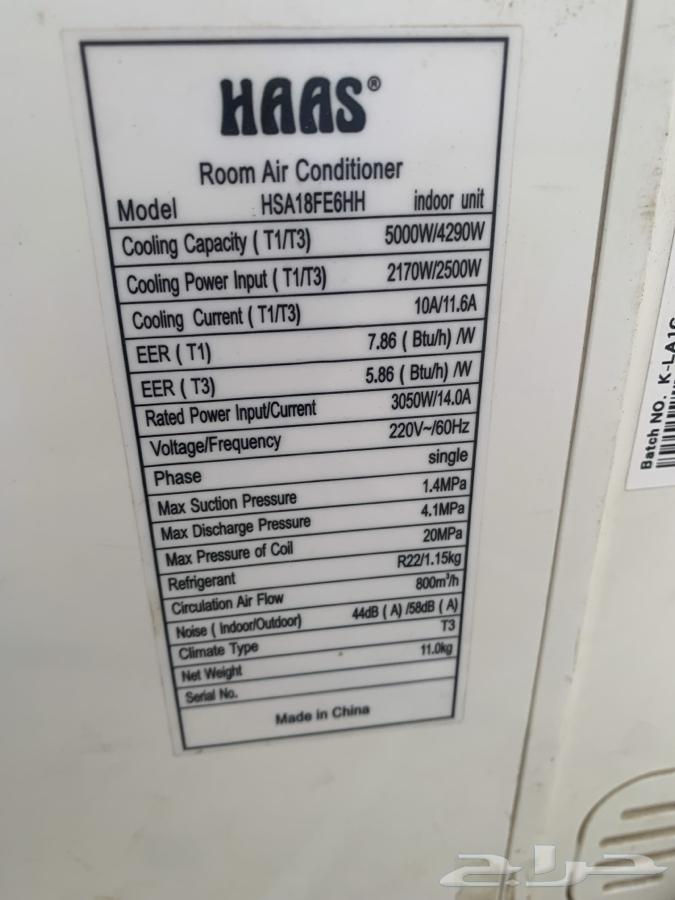 HAAS®
Room Air Conditioner
Model HSA18FE6HH indoor unit
Cooling Capacity ( T1/T3) 5000W/4290W
Cooling Power Input ( T1/T3) 2170W/2500W
Cooling Current ( T1/T3) 10A/11.6A
EER ( T1) 7.86 ( Btu/h) /W
EER ( T3) 5.86 ( Btu/h) /W
Rated Power Input/Current 3050W/14.0A
Voltage/Frequency 220V~/60Hz
Phase single
Max Suction Pressure 1.4MPa
Max Discharge Pressure 4.1MPa
Max Pressure of Coil 20MPa
Refrigerant R22/1.15kg
Circulation Air Flow 800m³/h
Noise ( Indoor/Outdoor) 44dB ( A) /58dB ( A)
Climate Type T3
Net Weight 11.0kg
Serial No.
Made in China
Batch NO. K-LA1C
حراج